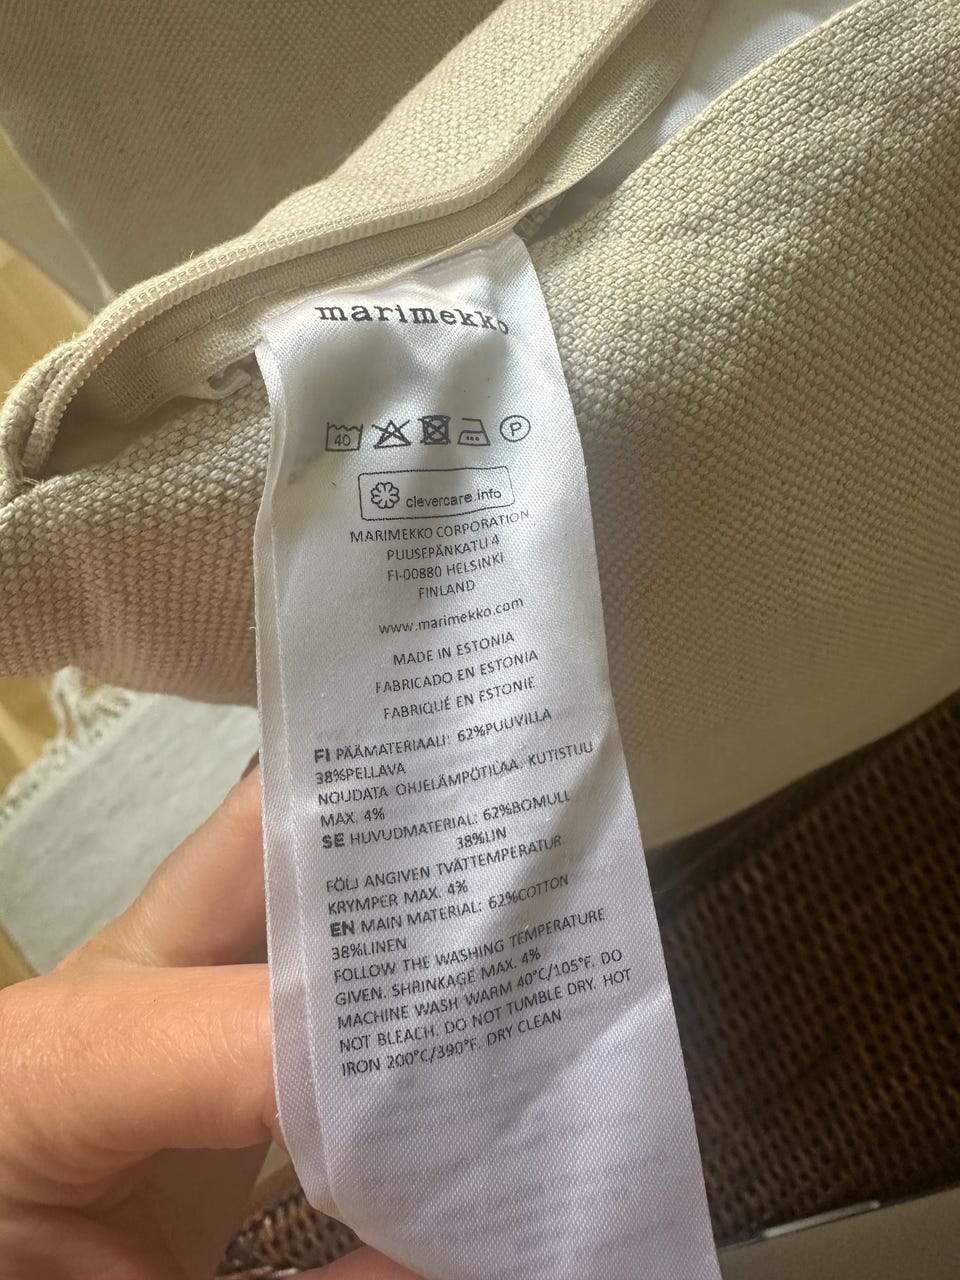 marimekko
40 P
clevercare.info
MARIMEKKO CORPORATION
PUUSEPÄNKATU 4
FI-00880 HELSINKI
FINLAND
www.marimekko.com
MADE IN ESTONIA
FABRICADO EN ESTONIA
FABRIQUÉ EN ESTONIE
FI PÄÄMATERIAALI: 62%PUUVILLA
38%PELLAVA
NOUDATA OHJELÄMPÖTILAA. KUTISTUU
MAX. 4%
SE HUVUDMATERIAL: 62%BOMULL
38%LIN
FÖLJ ANGIVEN TVÄTTEMPERATUR.
KRYMPER MAX. 4%
EN MAIN MATERIAL: 62%COTTON
38%LINEN
FOLLOW THE WASHING TEMPERATURE
GIVEN. SHRINKAGE MAX. 4%
MACHINE WASH WARM 40°C/105°F. DO
NOT BLEACH. DO NOT TUMBLE DRY. HOT
IRON 200°C/390°F. DRY CLEAN